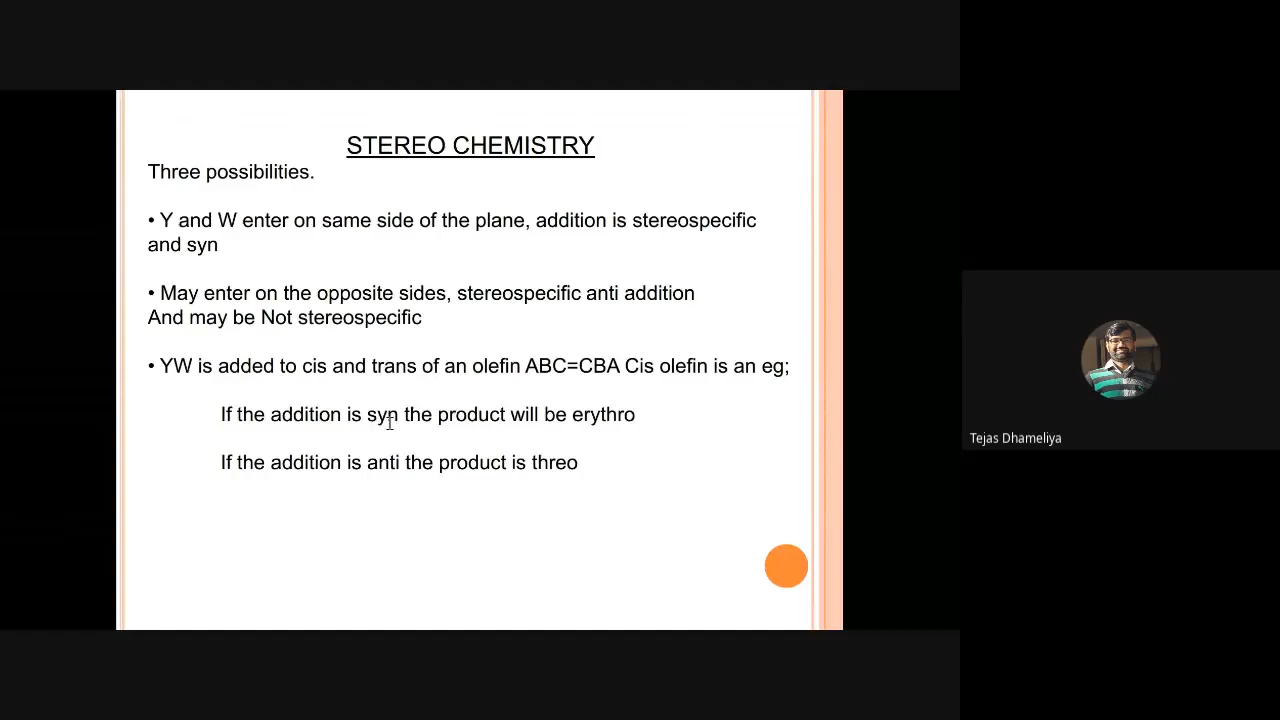 STEREO CHEMISTRY
Three possibilities.
• Y and W enter on same side of the plane, addition is stereospecific
and syn
• May enter on the opposite sides, stereospecific anti addition
And may be Not stereospecific
• YW is added to cis and trans of an olefin ABC=CBA Cis olefin is an eg;
If the addition is syn the product will be erythro
If the addition is anti the product is threo
Tejas Dhameliya